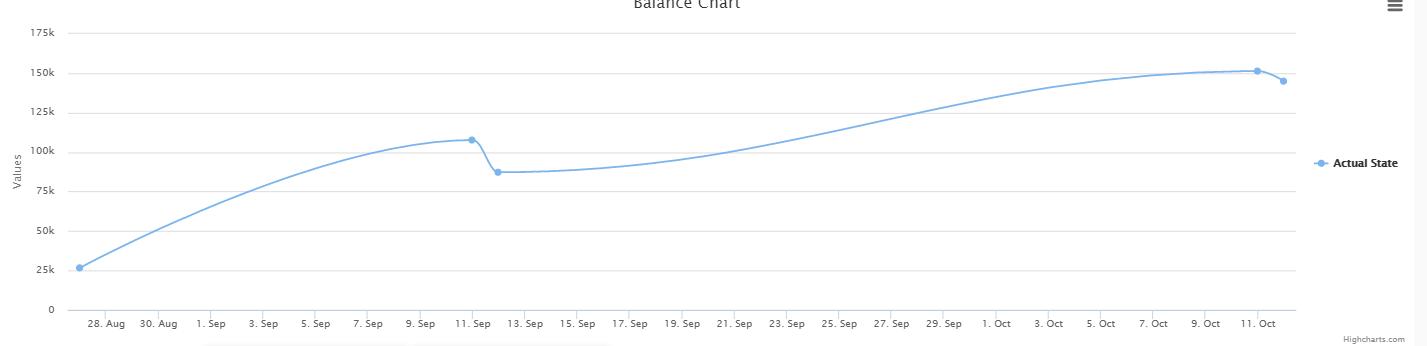 Balance Chart
175k
150k
125k
100k
75k
50k
25k
0
Values
28. Aug 30. Aug 1. Sep 3. Sep 5. Sep 7. Sep 9. Sep 11. Sep 13. Sep 15. Sep 17. Sep 19. Sep 21. Sep 23. Sep 25. Sep 27. Sep 29. Sep 1. Oct 3. Oct 5. Oct 7. Oct 9. Oct 11. Oct
Actual State
Highcharts.com